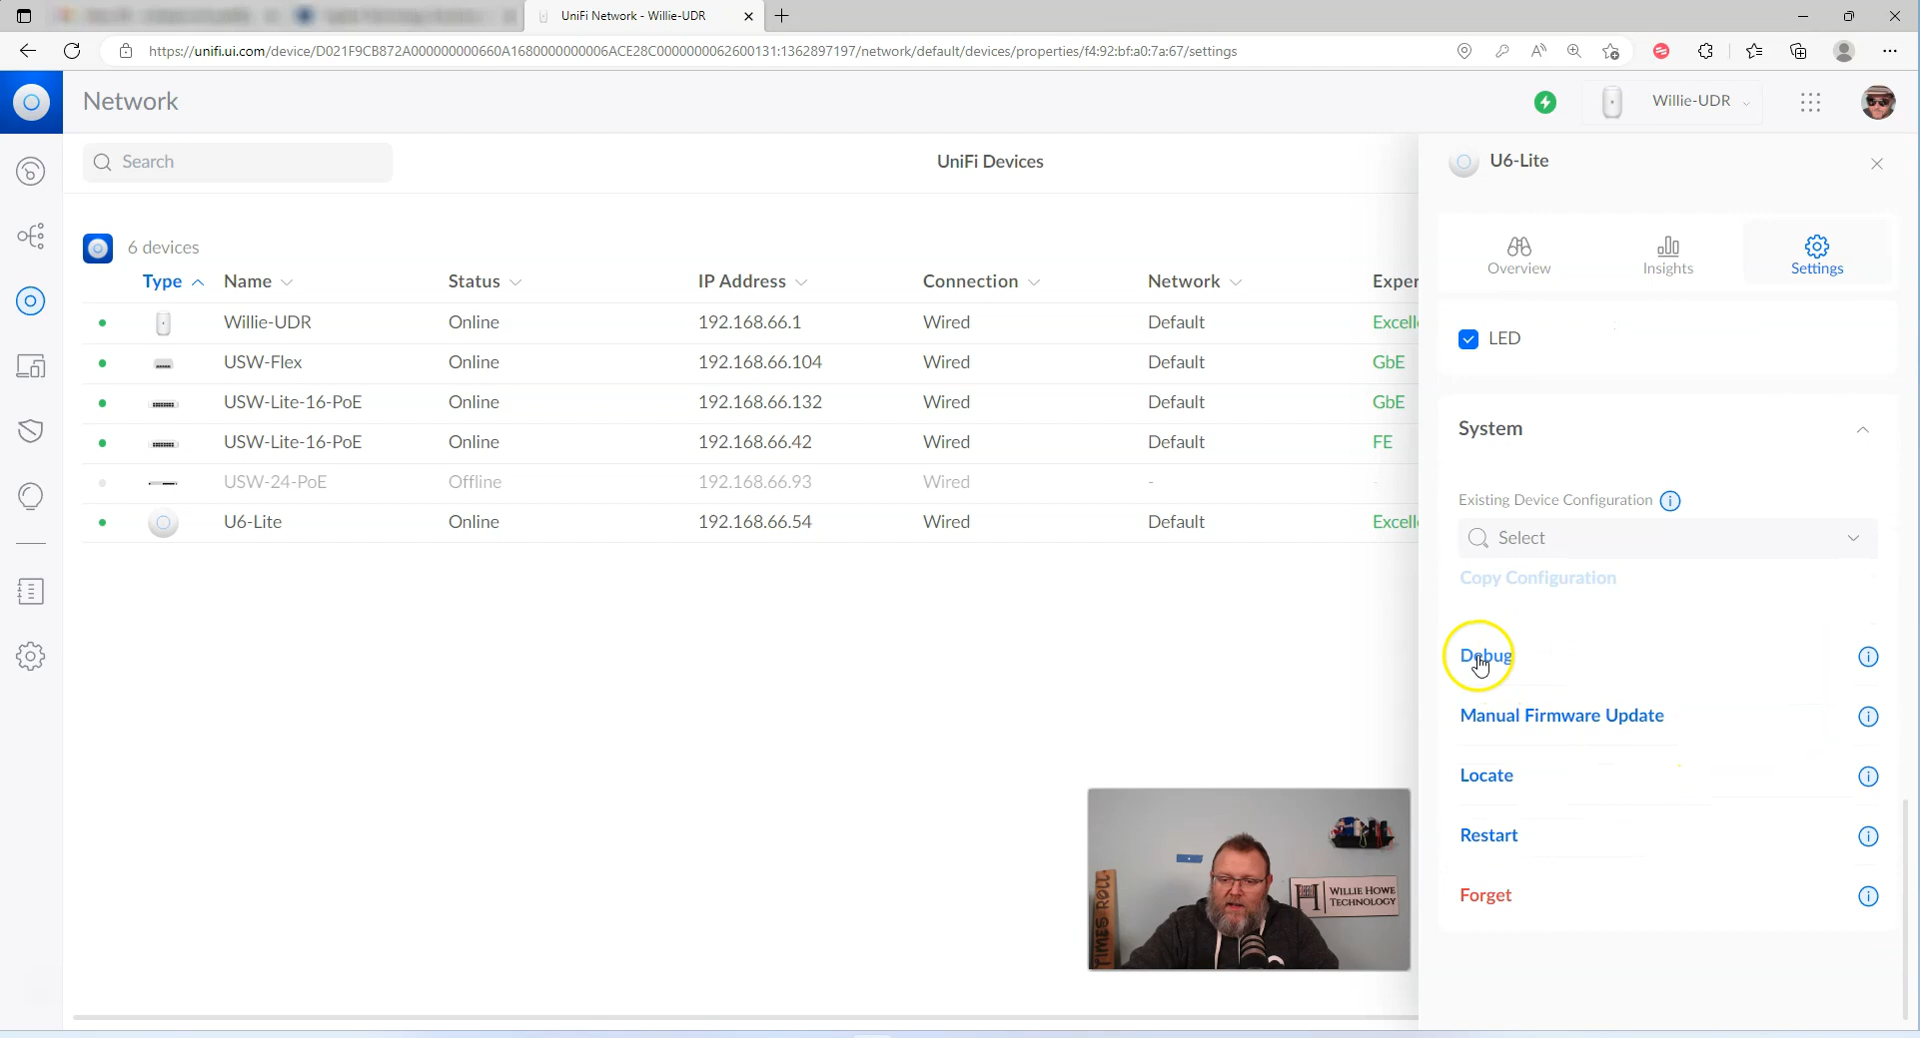 UniFi Network - Willie-UDR
https://unifi.ui.com/device/D021F9CB872A000000000660A1680000000006ACE28C0000000062600131:1362897197/network/default/devices/properties/f4:92:bf:a0:7a:67/settings
Network
Willie-UDR
Search
UniFi Devices
U6-Lite
Overview
Insights
Settings
6 devices
Type Name Status IP Address Connection Network Exper
Willie-UDR Online 192.168.66.1 Wired Default Excelle
USW-Flex Online 192.168.66.104 Wired Default GbE
USW-Lite-16-PoE Online 192.168.66.132 Wired Default GbE
USW-Lite-16-PoE Online 192.168.66.42 Wired Default FE
USW-24-PoE Offline 192.168.66.93 Wired - -
U6-Lite Online 192.168.66.54 Wired Default Excelle
LED
System
Existing Device Configuration
Select
Copy Configuration
Debug
Manual Firmware Update
Locate
Restart
Forget
TIMES ROLL
H WILLIE HOWE
TECHNOLOGY